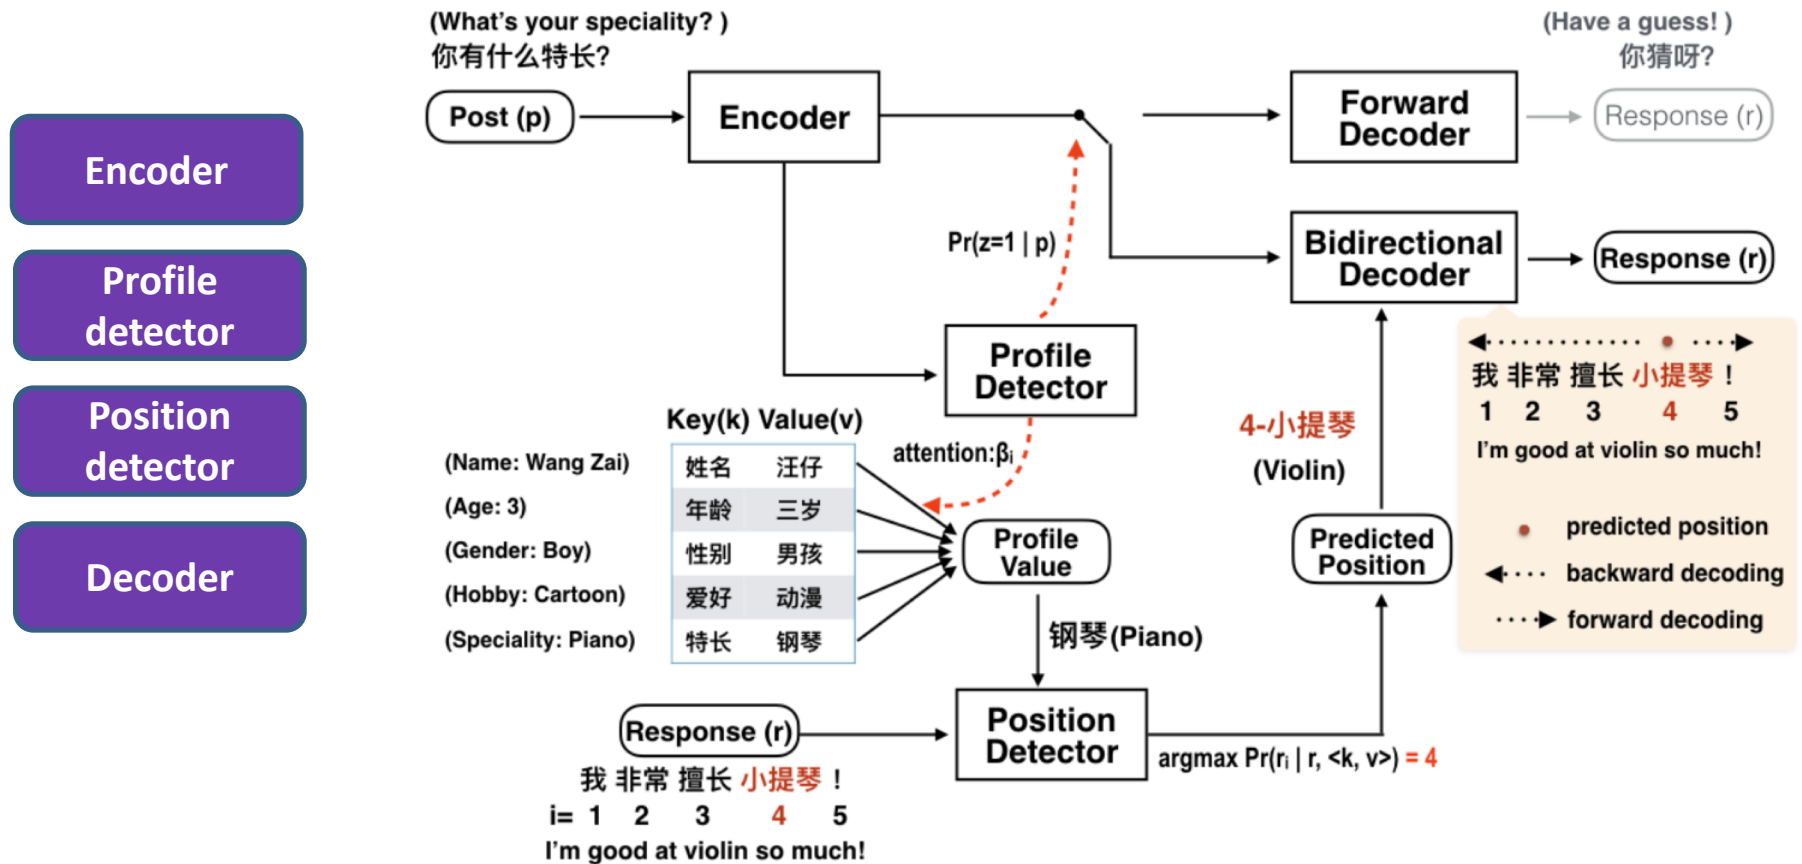 Encoder
Profile
detector
Position
detector
Decoder
(What's your speciality? )
你有什么特长?
Post (p)
Encoder
(Have a guess! )
你猜呀?
Forward
Decoder
Response (r)
Pr(z=1 | p)
Bidirectional
Decoder
Response (r)
Profile
Detector
Key(k) Value(v)
attention:βᵢ
(Name: Wang Zai) 姓名 汪仔
(Age: 3) 年龄 三岁
(Gender: Boy) 性别 男孩
(Hobby: Cartoon) 爱好 动漫
(Speciality: Piano) 特长 钢琴
Profile
Value
钢琴(Piano)
4-小提琴
(Violin)
Predicted
Position
我 非常 擅长 小提琴 !
1 2 3 4 5
I'm good at violin so much!
predicted position
backward decoding
forward decoding
Response (r)
Position
Detector
argmax Pr(rᵢ | r, <k, v>) = 4
我 非常 擅长 小提琴 !
i= 1 2 3 4 5
I'm good at violin so much!